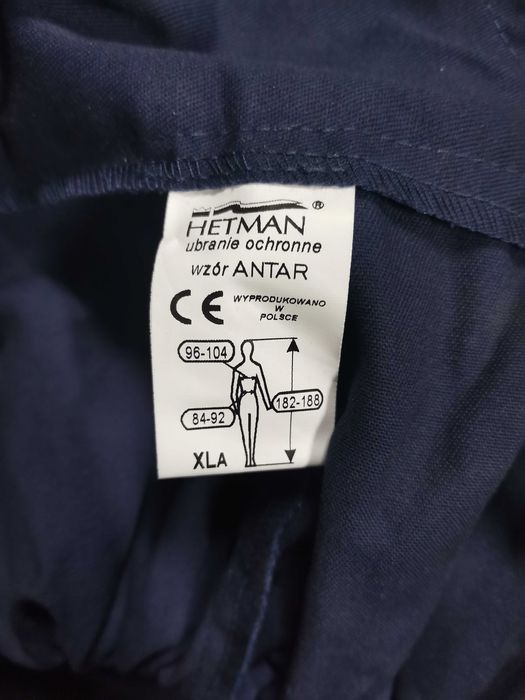 HETMAN ®
ubranie ochronne
wzór ANTAR
CE WYPRODUKOWANO
W
POLSCE
96-104
182-188
84-92
XLA